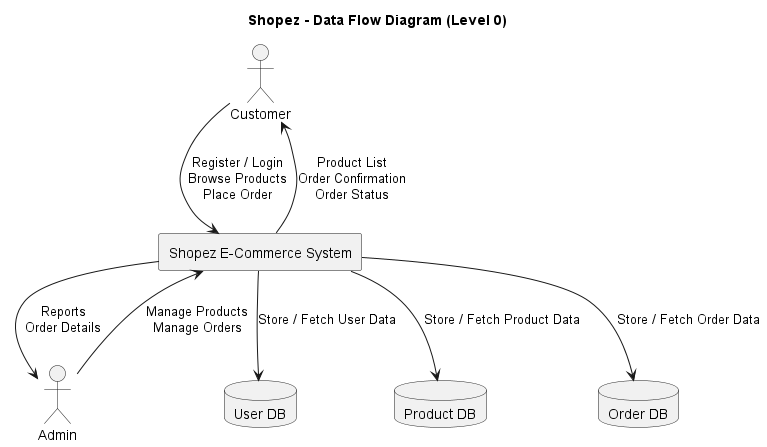 Shopez - Data Flow Diagram (Level 0)
Customer
Register / Login
Browse Products
Place Order
Product List
Order Confirmation
Order Status
Shopez E-Commerce System
Reports
Order Details
Manage Products
Manage Orders
Store / Fetch User Data
Store / Fetch Product Data
Store / Fetch Order Data
Admin
User DB
Product DB
Order DB